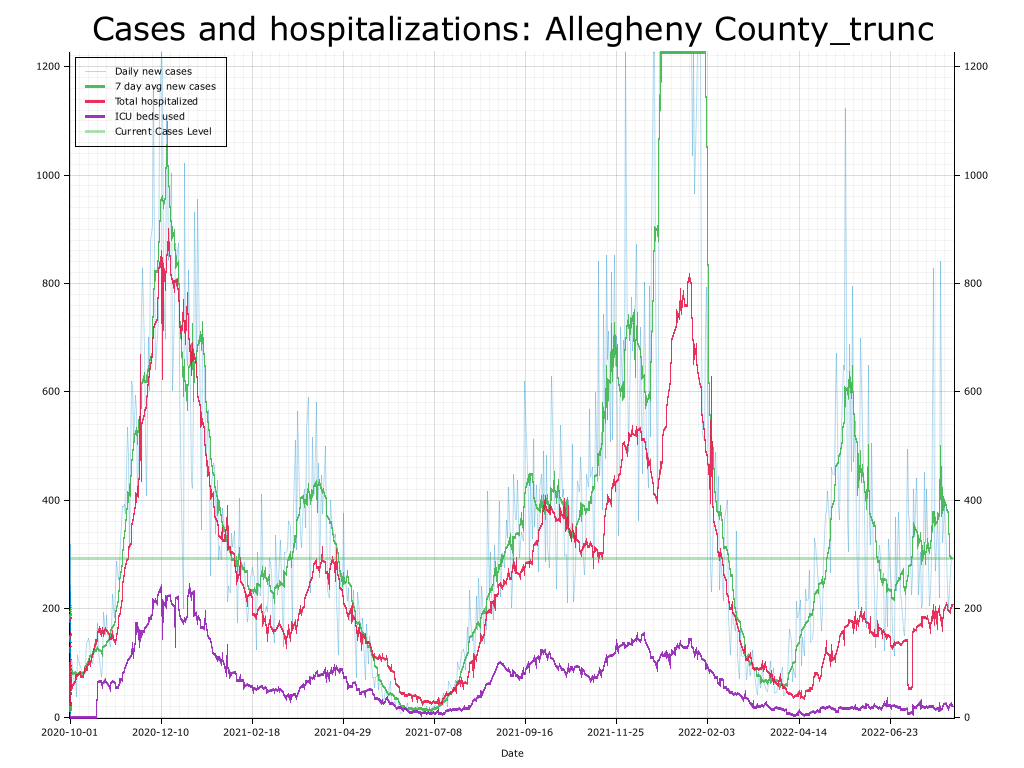 Cases and hospitalizations: Allegheny County_trunc
Daily new cases
7 day avg new cases
Total hospitalized
ICU beds used
Current Cases Level
1200 1200
1000 1000
800 800
600 600
400 400
200 200
0 0
2020-10-01 2020-12-10 2021-02-18 2021-04-29 2021-07-08 2021-09-16 2021-11-25 2022-02-03 2022-04-14 2022-06-23
Date